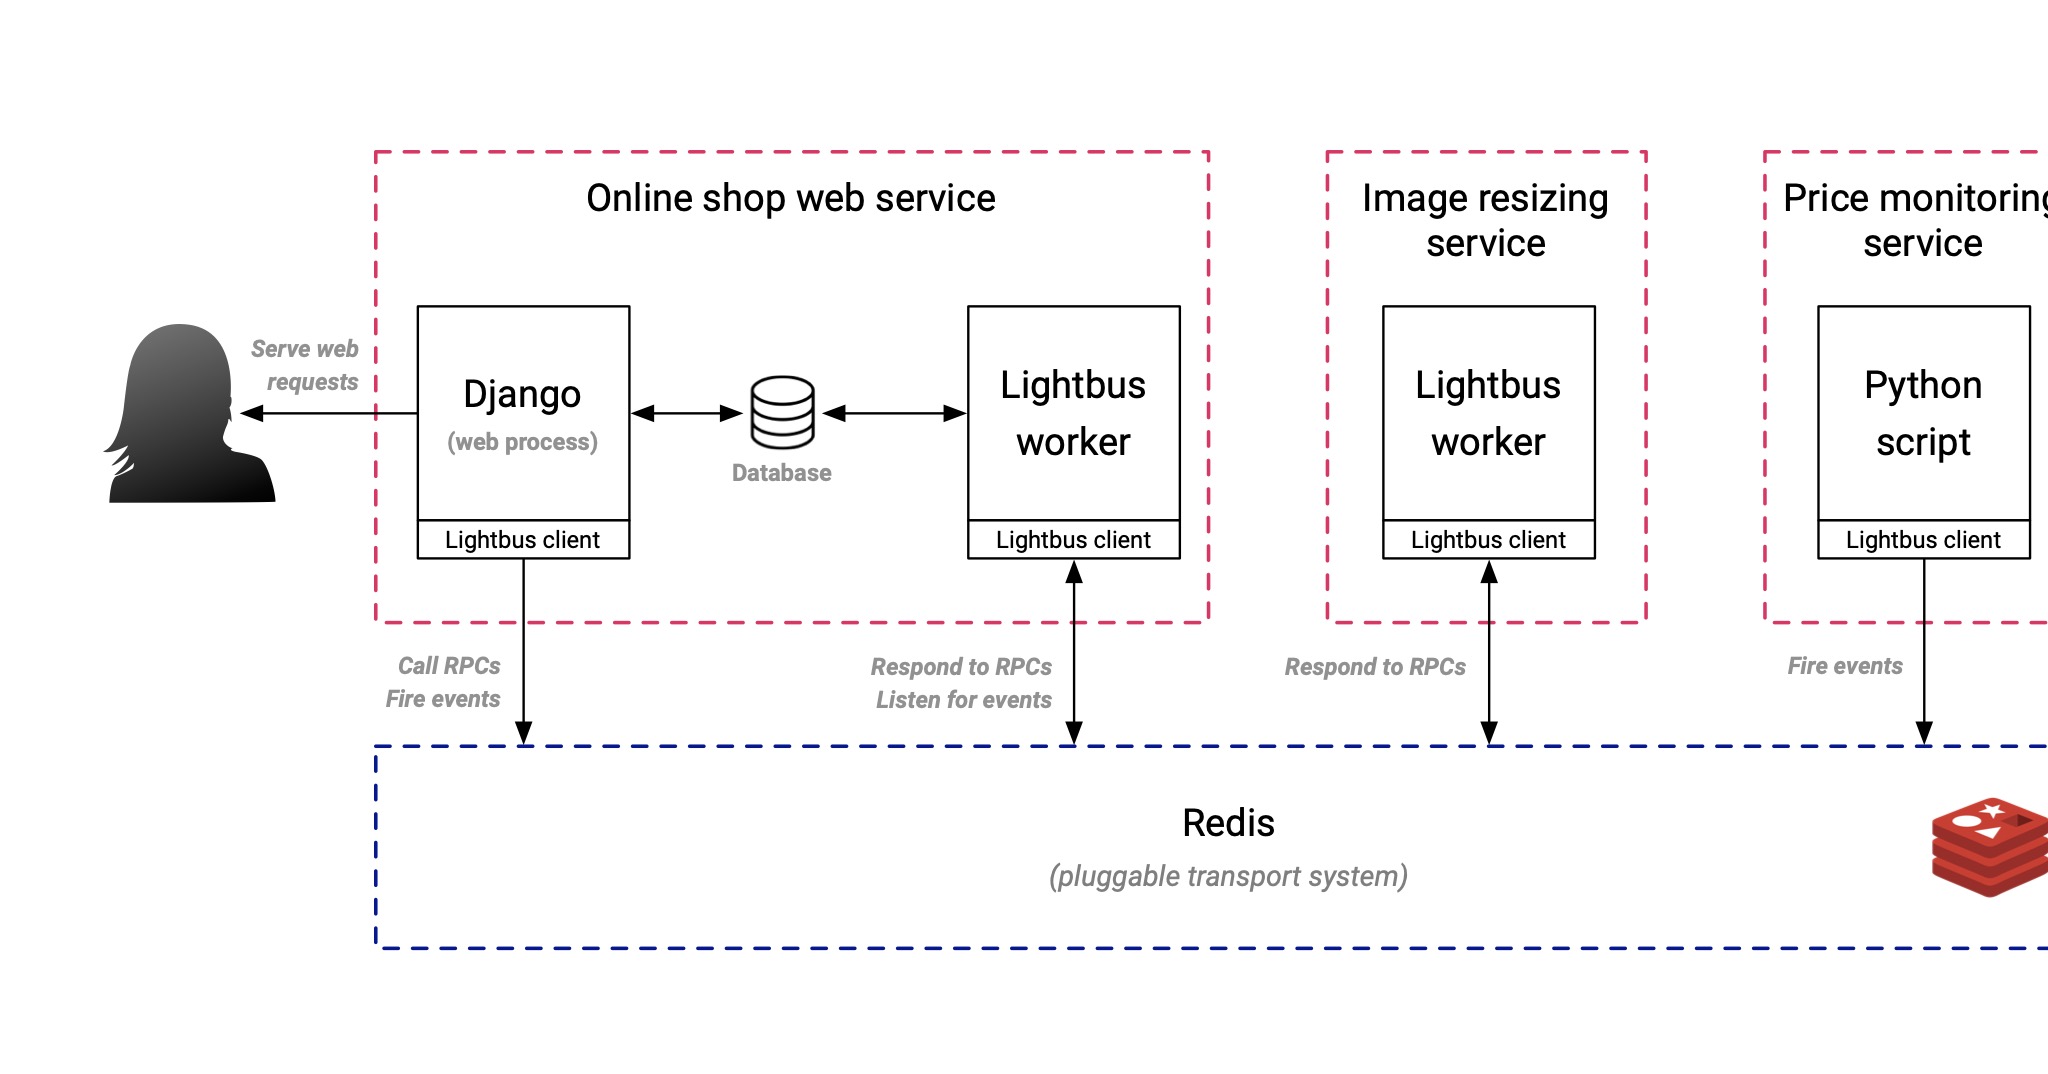 Online shop web service
Image resizing
service
Price monitoring
service
Serve web
requests
Django
(web process)
Database
Lightbus
worker
Lightbus
worker
Python
script
Lightbus client
Lightbus client
Lightbus client
Lightbus client
Call RPCs
Fire events
Respond to RPCs
Listen for events
Respond to RPCs
Fire events
Redis
(pluggable transport system)